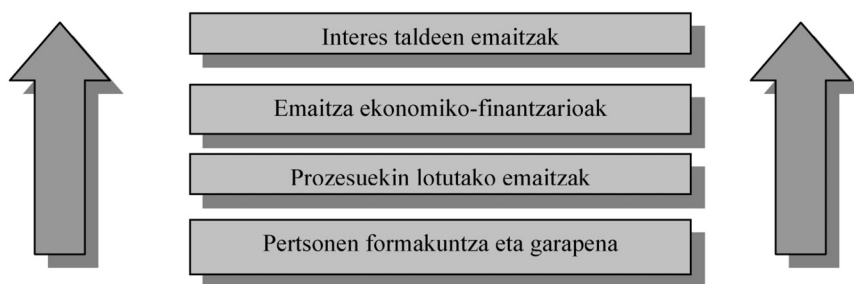 Interes taldeen emaitzak
Emaitza ekonomiko-finantzarioak
Prozesuekin lotutako emaitzak
Pertsonen formakuntza eta garapena